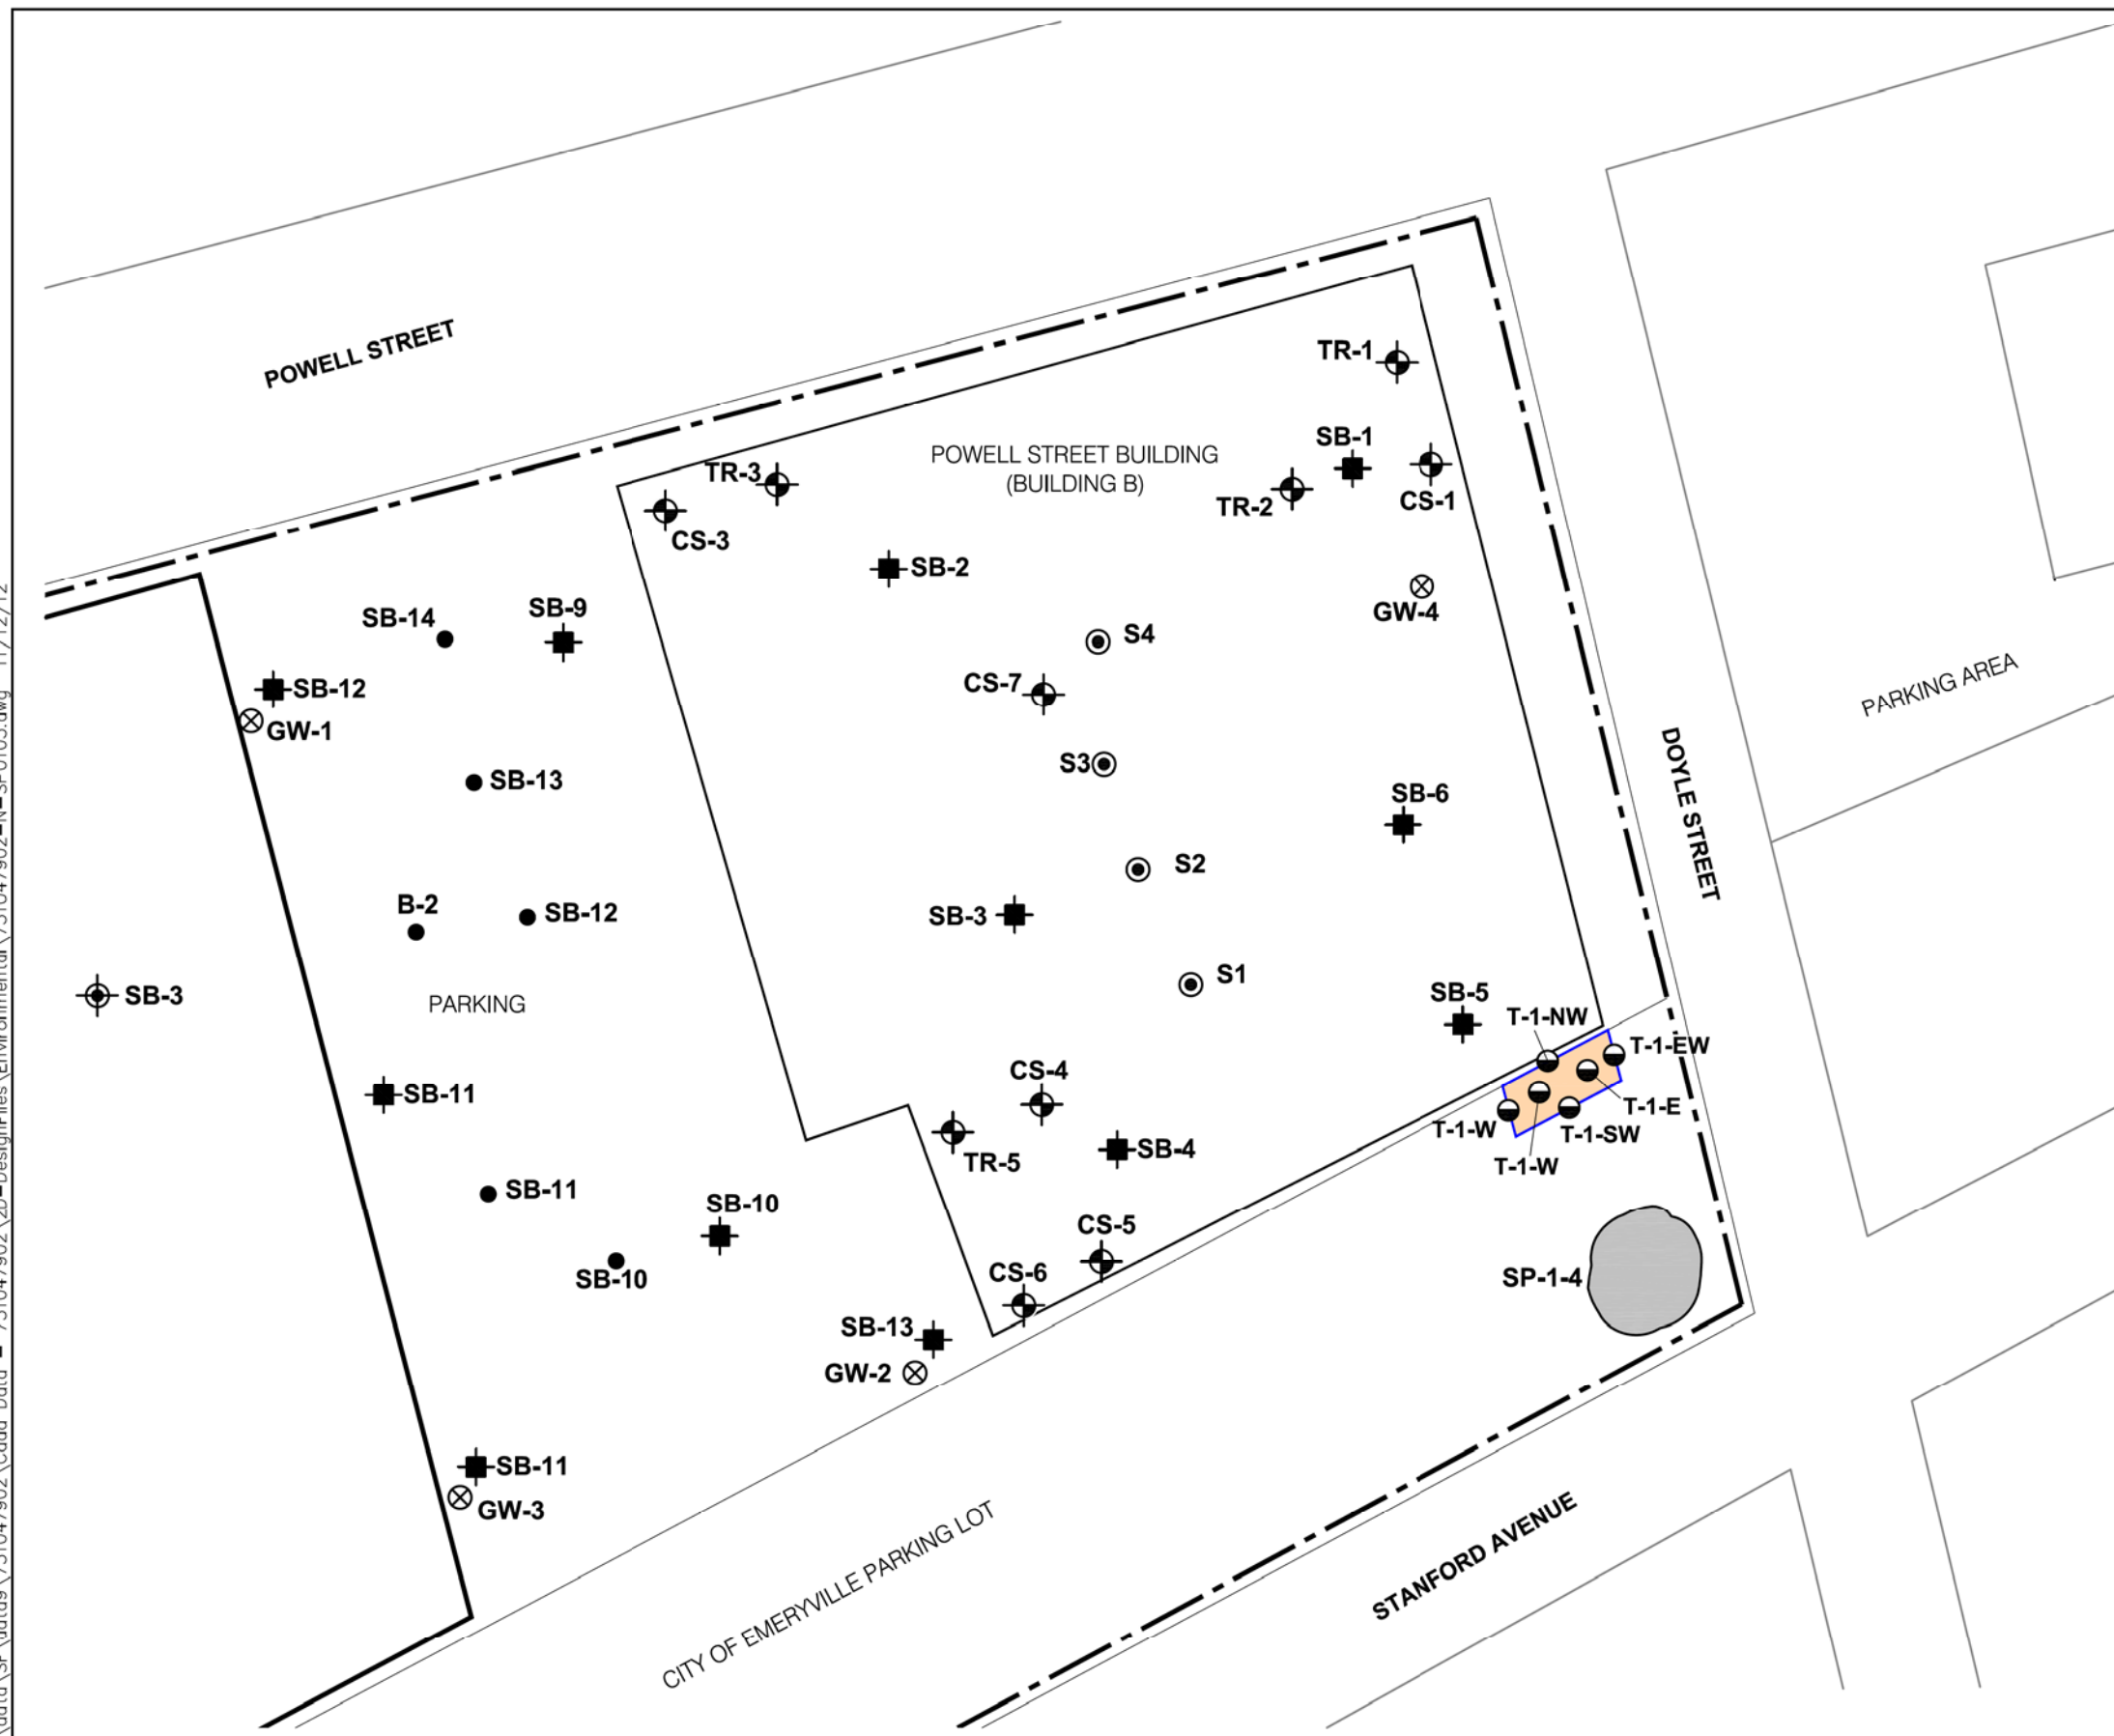 POWELL STREET
TR-1
SB-1
POWELL STREET BUILDING
(BUILDING B)
TR-3
TR-2
CS-1
CS-3
SB-2
GW-4
SB-14
SB-9
S4
CS-7
SB-12
GW-1
PARKING AREA
S3
SB-13
SB-6
DOYLE STREET
S2
B-2
SB-12
SB-3
S1
SB-3
PARKING
SB-5
T-1-NW
T-1-EW
CS-4
SB-11
T-1-E
T-1-W
T-1-SW
SB-4
TR-5
T-1-W
SB-11
SB-10
CS-5
SB-10
CS-6
SP-1-4
SB-13
GW-2
SB-11
GW-3
CITY OF EMERYVILLE PARKING LOT
STANFORD AVENUE